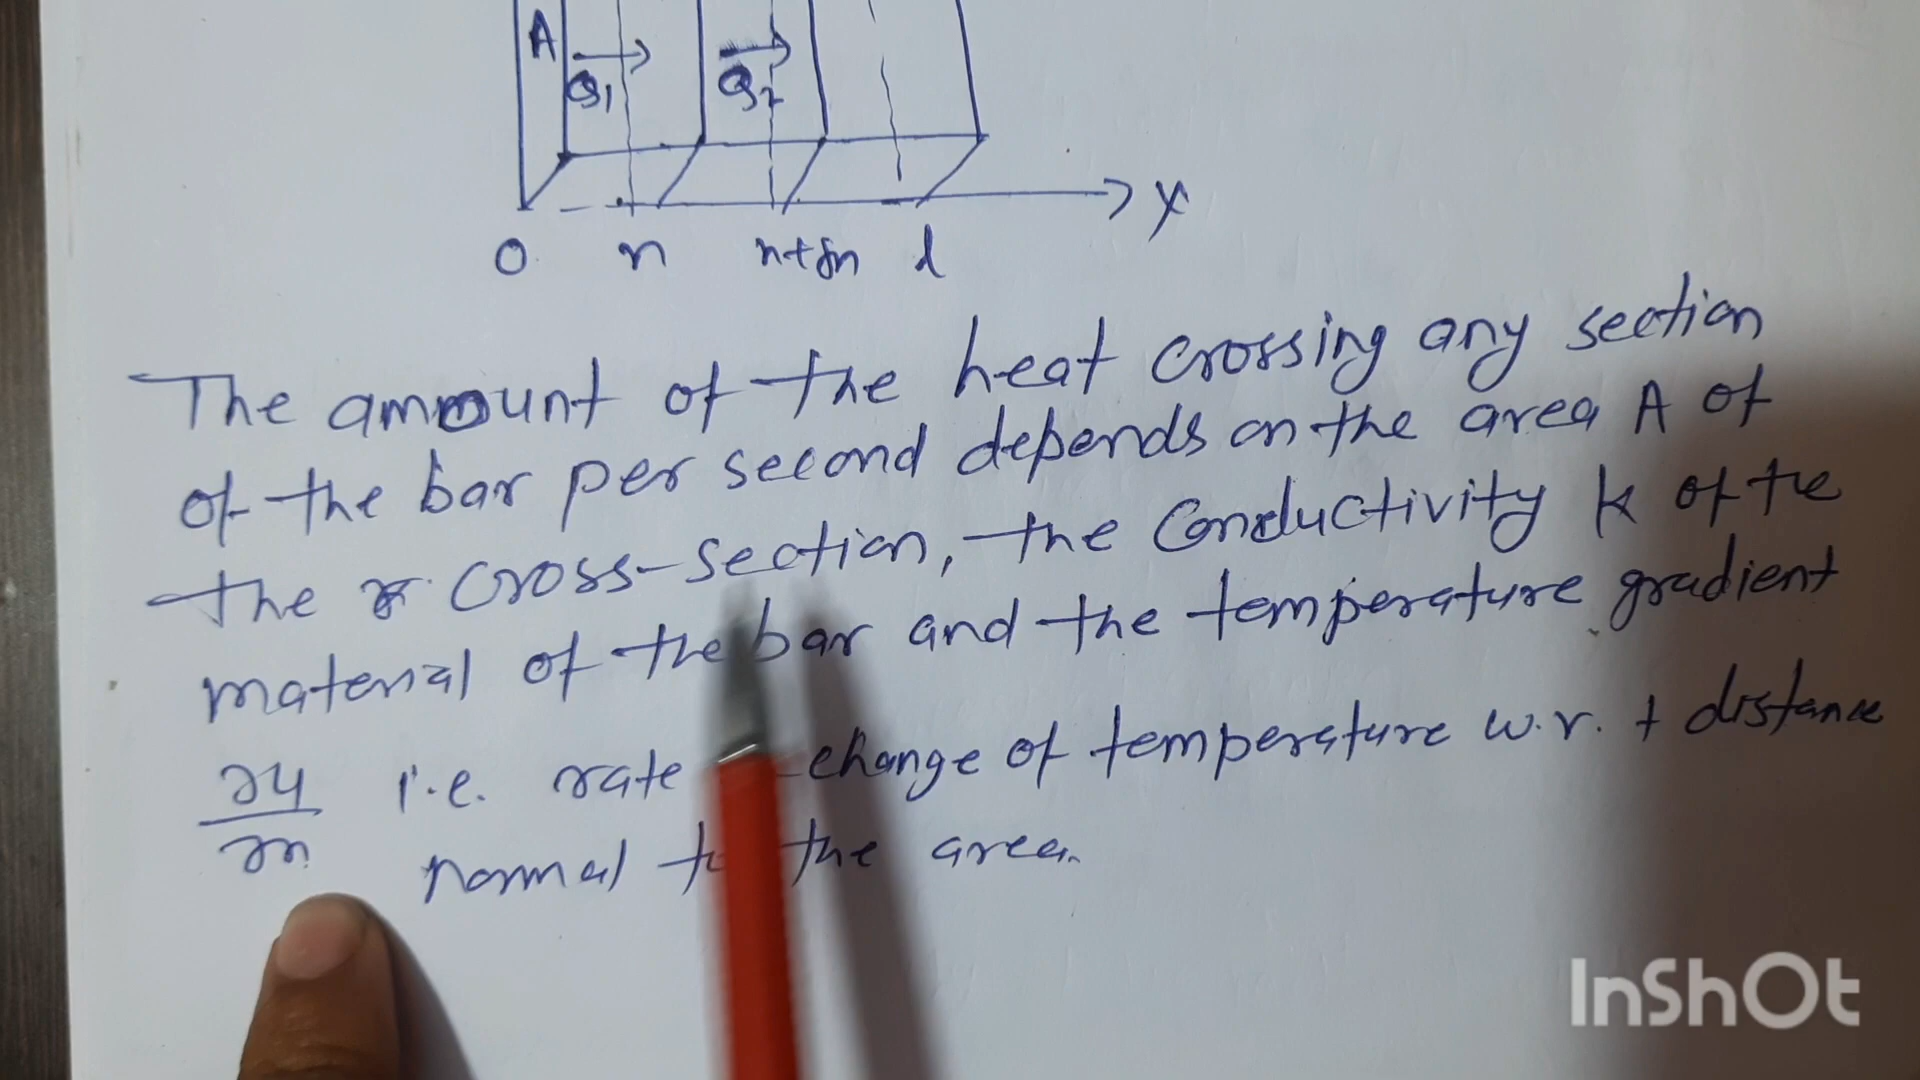 A
Q1 Q2
X
0 x x+δx l
The amount of the heat crossing any section
of the bar per second depends on the area A of
the cross-section, the Conductivity K of the
material of the bar and the temperature gradient
∂u/∂x i.e. rate change of temperature w.r.t distance
normal to the area.
InShOt